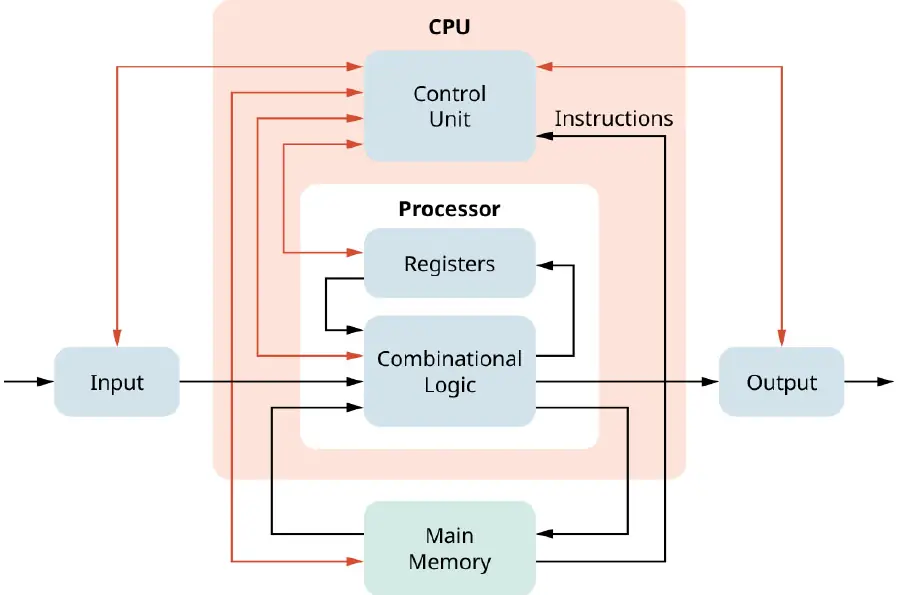 CPU
Control
Unit
Instructions
Processor
Registers
Combinational
Logic
Input
Output
Main
Memory